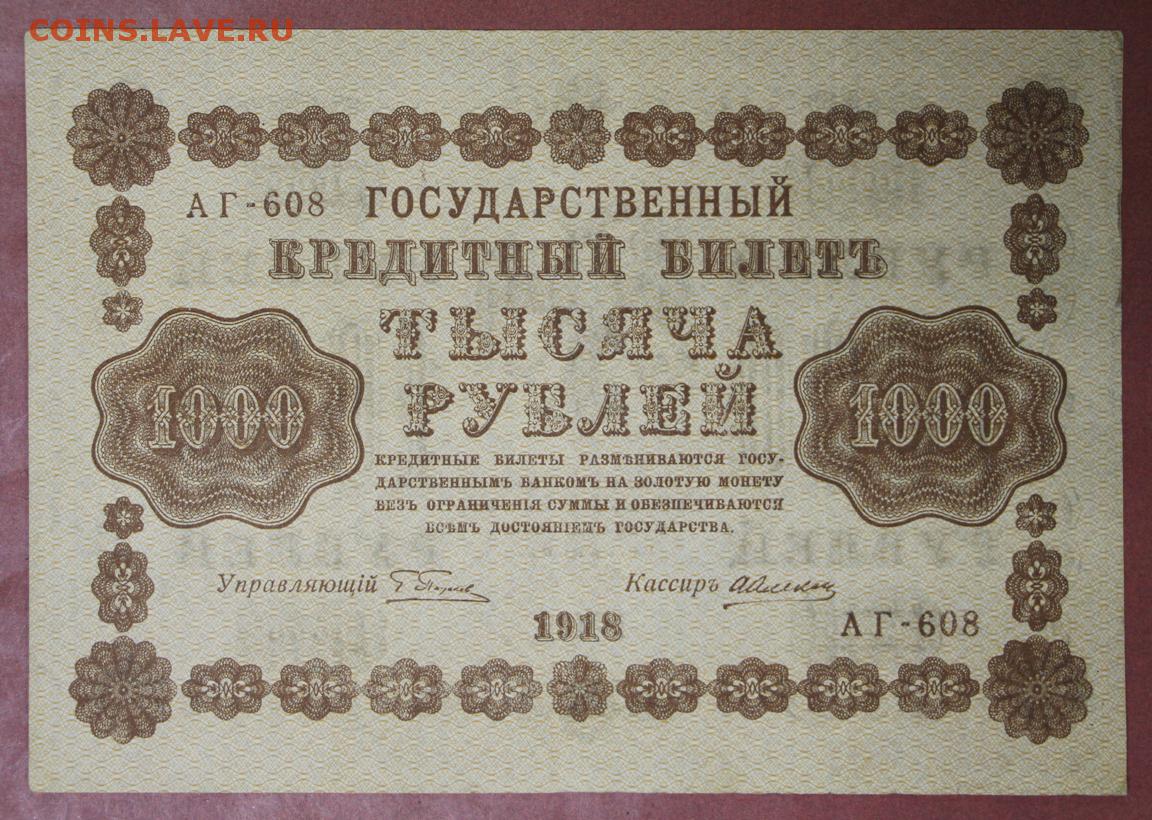 COINS.LAVE.RU
АГ-608 ГОСУДАРСТВЕННЫЙ
КРЕДИТНЫЙ БИЛЕТЪ
ТЫСЯЧА
РУБЛЕЙ
1000 1000
КРЕДИТНЫЕ БИЛЕТЫ РАЗМѢНИВАЮТСЯ ГОСУ-
ДАРСТВЕННЫМЪ БАНКОМЪ НА ЗОЛОТУЮ МОНЕТУ
БЕЗЪ ОГРАНИЧЕНІЯ СУММЫ И ОБЕЗПЕЧИВАЮТСЯ
ВСѢМЪ ДОСТОЯНІЕМЪ ГОСУДАРСТВА.
Управляющій Кассиръ
1918 АГ-608